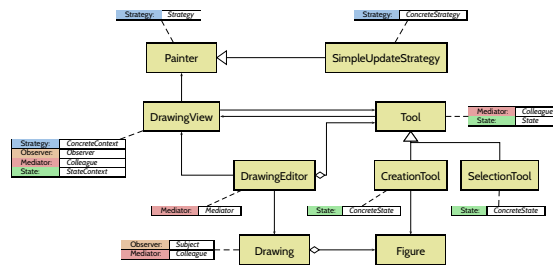 Strategy: Strategy
Strategy: ConcreteStrategy
Painter
SimpleUpdateStrategy
DrawingView
Tool
Mediator: Colleague
State: State
Strategy: ConcreteContext
Observer: Observer
Mediator: Colleague
State: StateContext
DrawingEditor
CreationTool
SelectionTool
Mediator: Mediator
State: ConcreteState
State: ConcreteState
Observer: Subject
Mediator: Colleague
Drawing
Figure